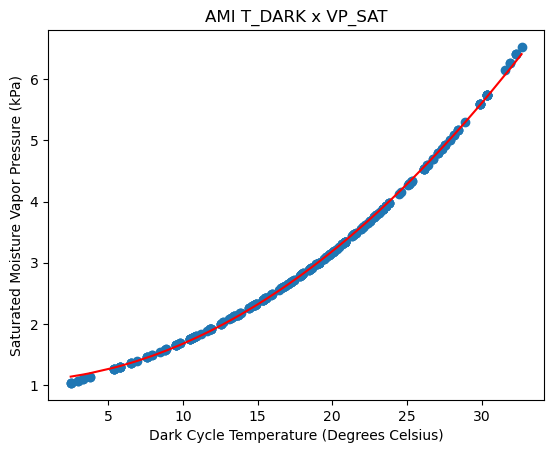 AMI T_DARK x VP_SAT
Saturated Moisture Vapor Pressure (kPa)
6
5
4
3
2
1
5 10 15 20 25 30
Dark Cycle Temperature (Degrees Celsius)